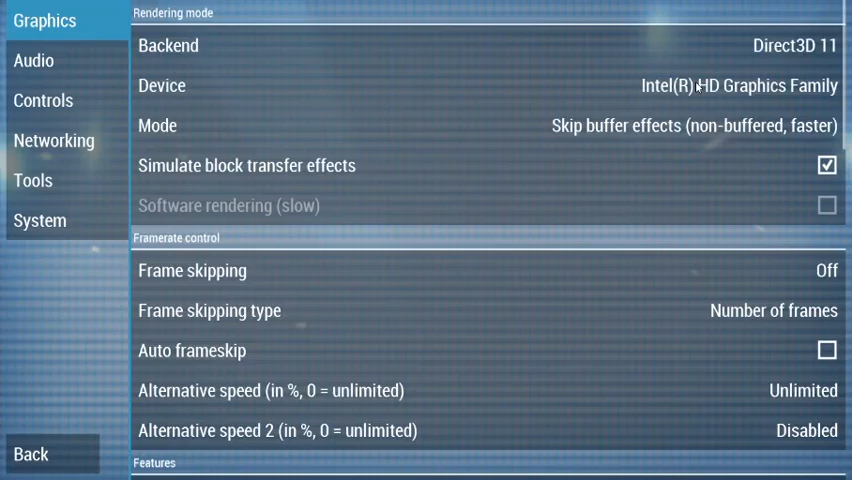 Graphics
Audio
Controls
Networking
Tools
System
Back
Rendering mode
Backend Direct3D 11
Device Intel(R) HD Graphics Family
Mode Skip buffer effects (non-buffered, faster)
Simulate block transfer effects
Software rendering (slow)
Framerate control
Frame skipping Off
Frame skipping type Number of frames
Auto frameskip
Alternative speed (in %, 0 = unlimited) Unlimited
Alternative speed 2 (in %, 0 = unlimited) Disabled
Features